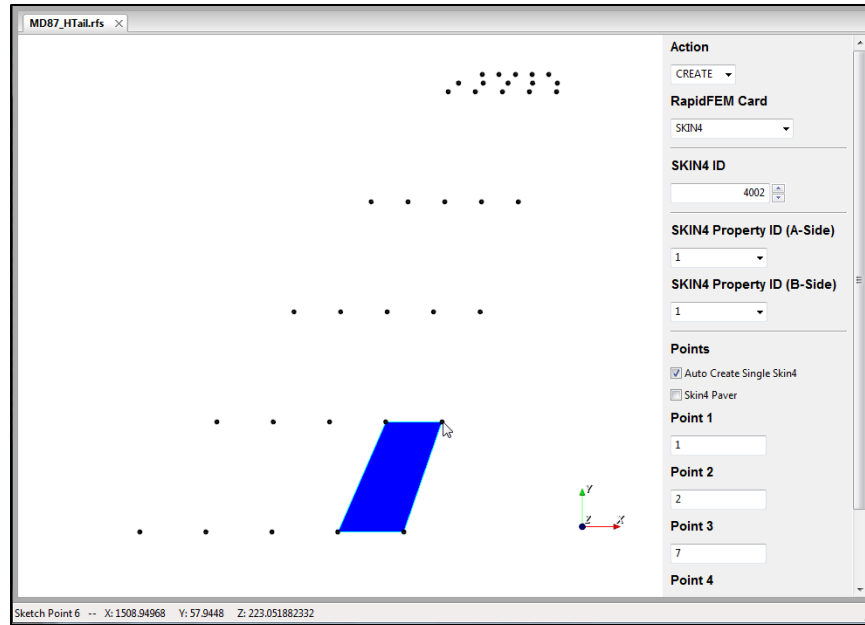 MD87_HTail.rfs
Action
CREATE
RapidFEM Card
SKIN4
SKIN4 ID
4002
SKIN4 Property ID (A-Side)
1
SKIN4 Property ID (B-Side)
1
Points
Auto Create Single Skin4
Skin4 Paver
Point 1
1
Point 2
2
Point 3
7
Point 4
Y
Z X
Sketch Point 6 -- X: 1508.94968 Y: 57.9448 Z: 223.051882332